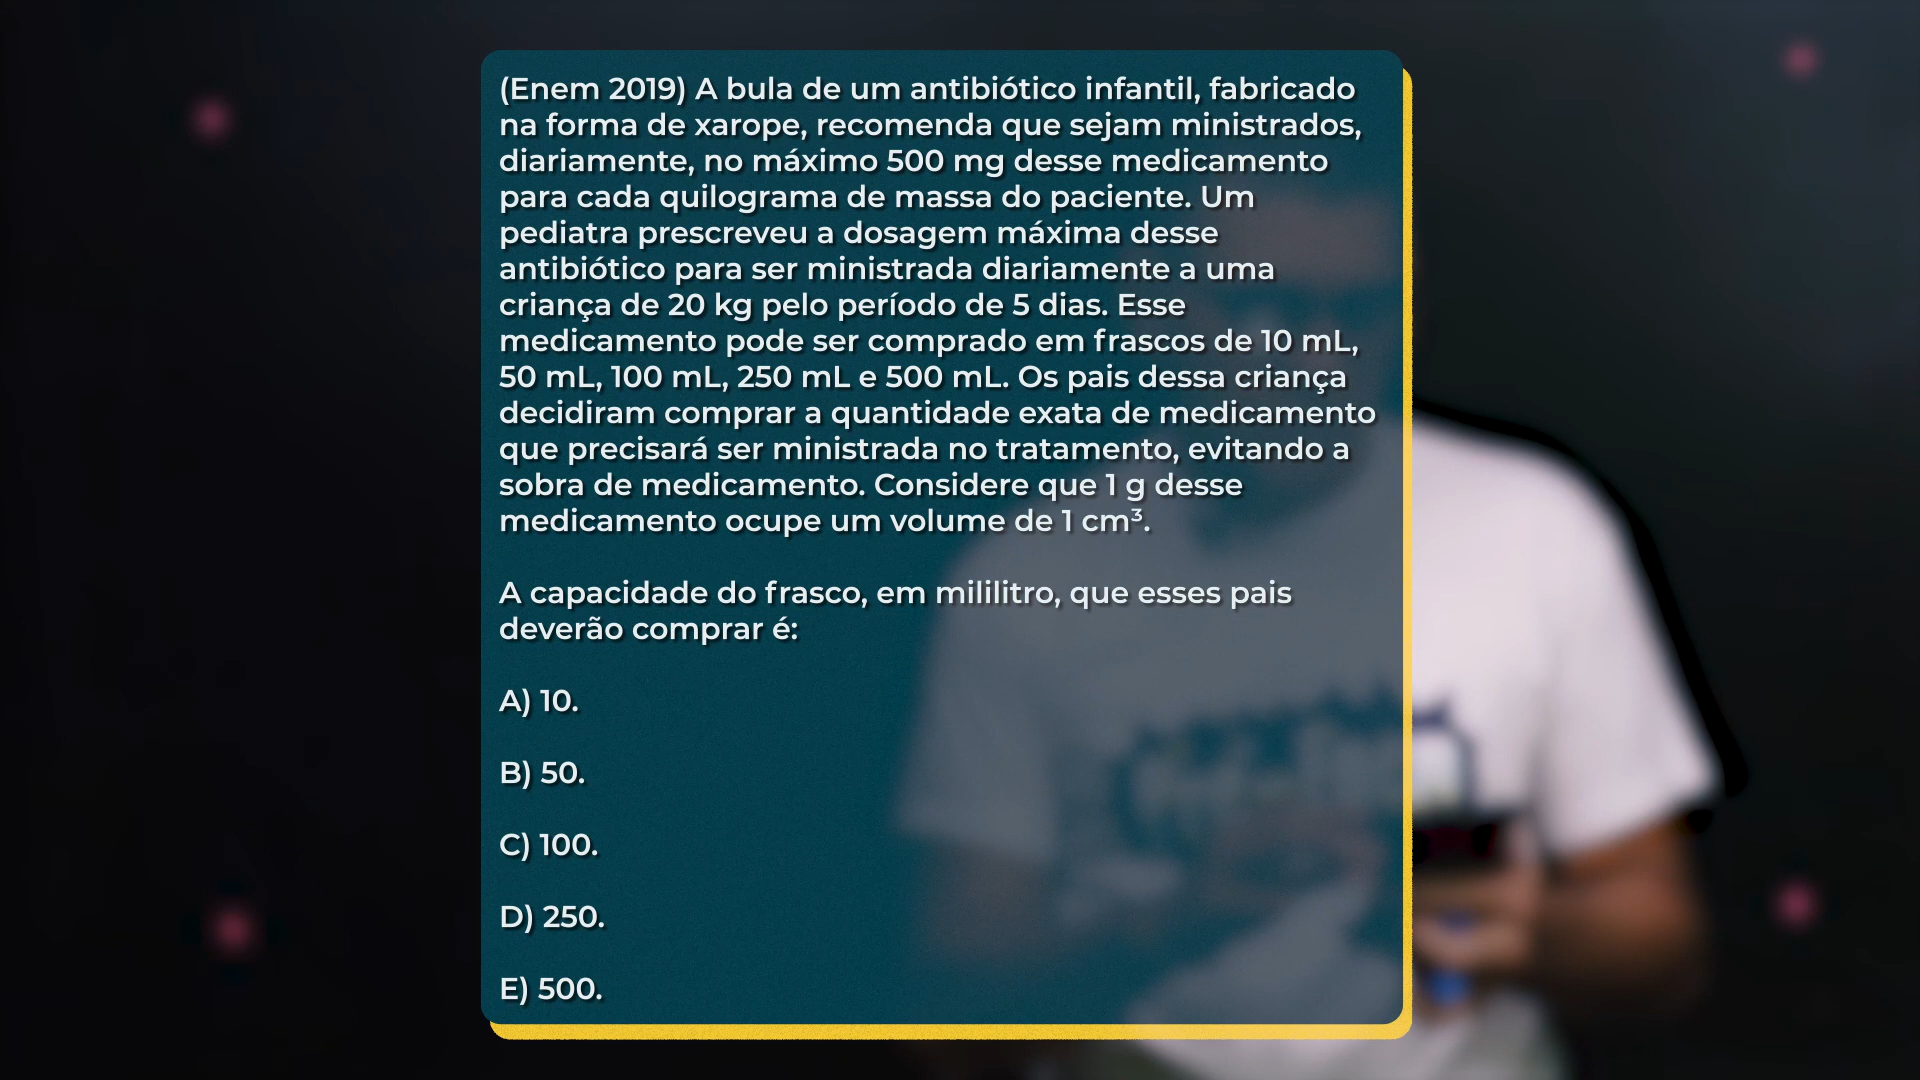 (Enem 2019) A bula de um antibiótico infantil, fabricado
na forma de xarope, recomenda que sejam ministrados,
diariamente, no máximo 500 mg desse medicamento
para cada quilograma de massa do paciente. Um
pediatra prescreveu a dosagem máxima desse
antibiótico para ser ministrada diariamente a uma
criança de 20 kg pelo período de 5 dias. Esse
medicamento pode ser comprado em frascos de 10 mL,
50 mL, 100 mL, 250 mL e 500 mL. Os pais dessa criança
decidiram comprar a quantidade exata de medicamento
que precisará ser ministrada no tratamento, evitando a
sobra de medicamento. Considere que 1 g desse
medicamento ocupe um volume de 1 cm³.
A capacidade do frasco, em mililitro, que esses pais
deverão comprar é:
A) 10.
B) 50.
C) 100.
D) 250.
E) 500.